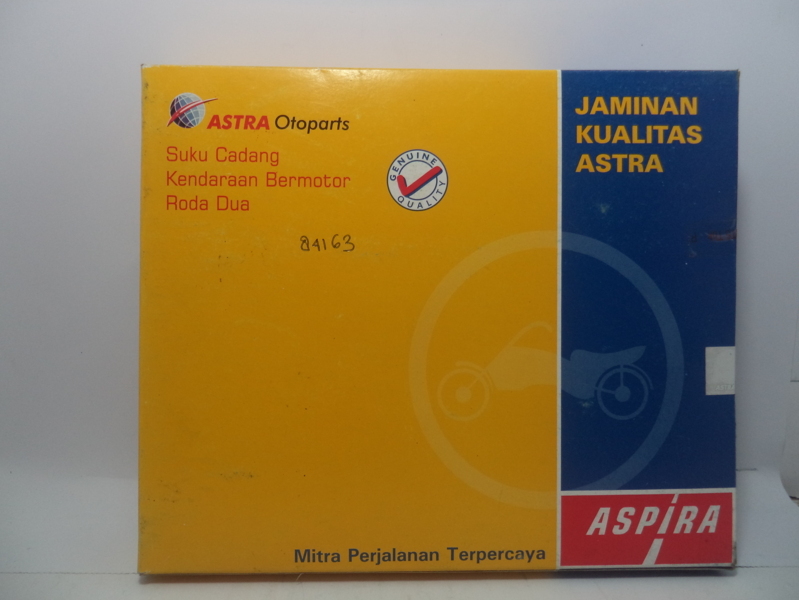 ASTRA Otoparts
Suku Cadang
Kendaraan Bermotor
Roda Dua
GENUINE
QUALITY
84163
JAMINAN
KUALITAS
ASTRA
ASPIRA
Mitra Perjalanan Terpercaya